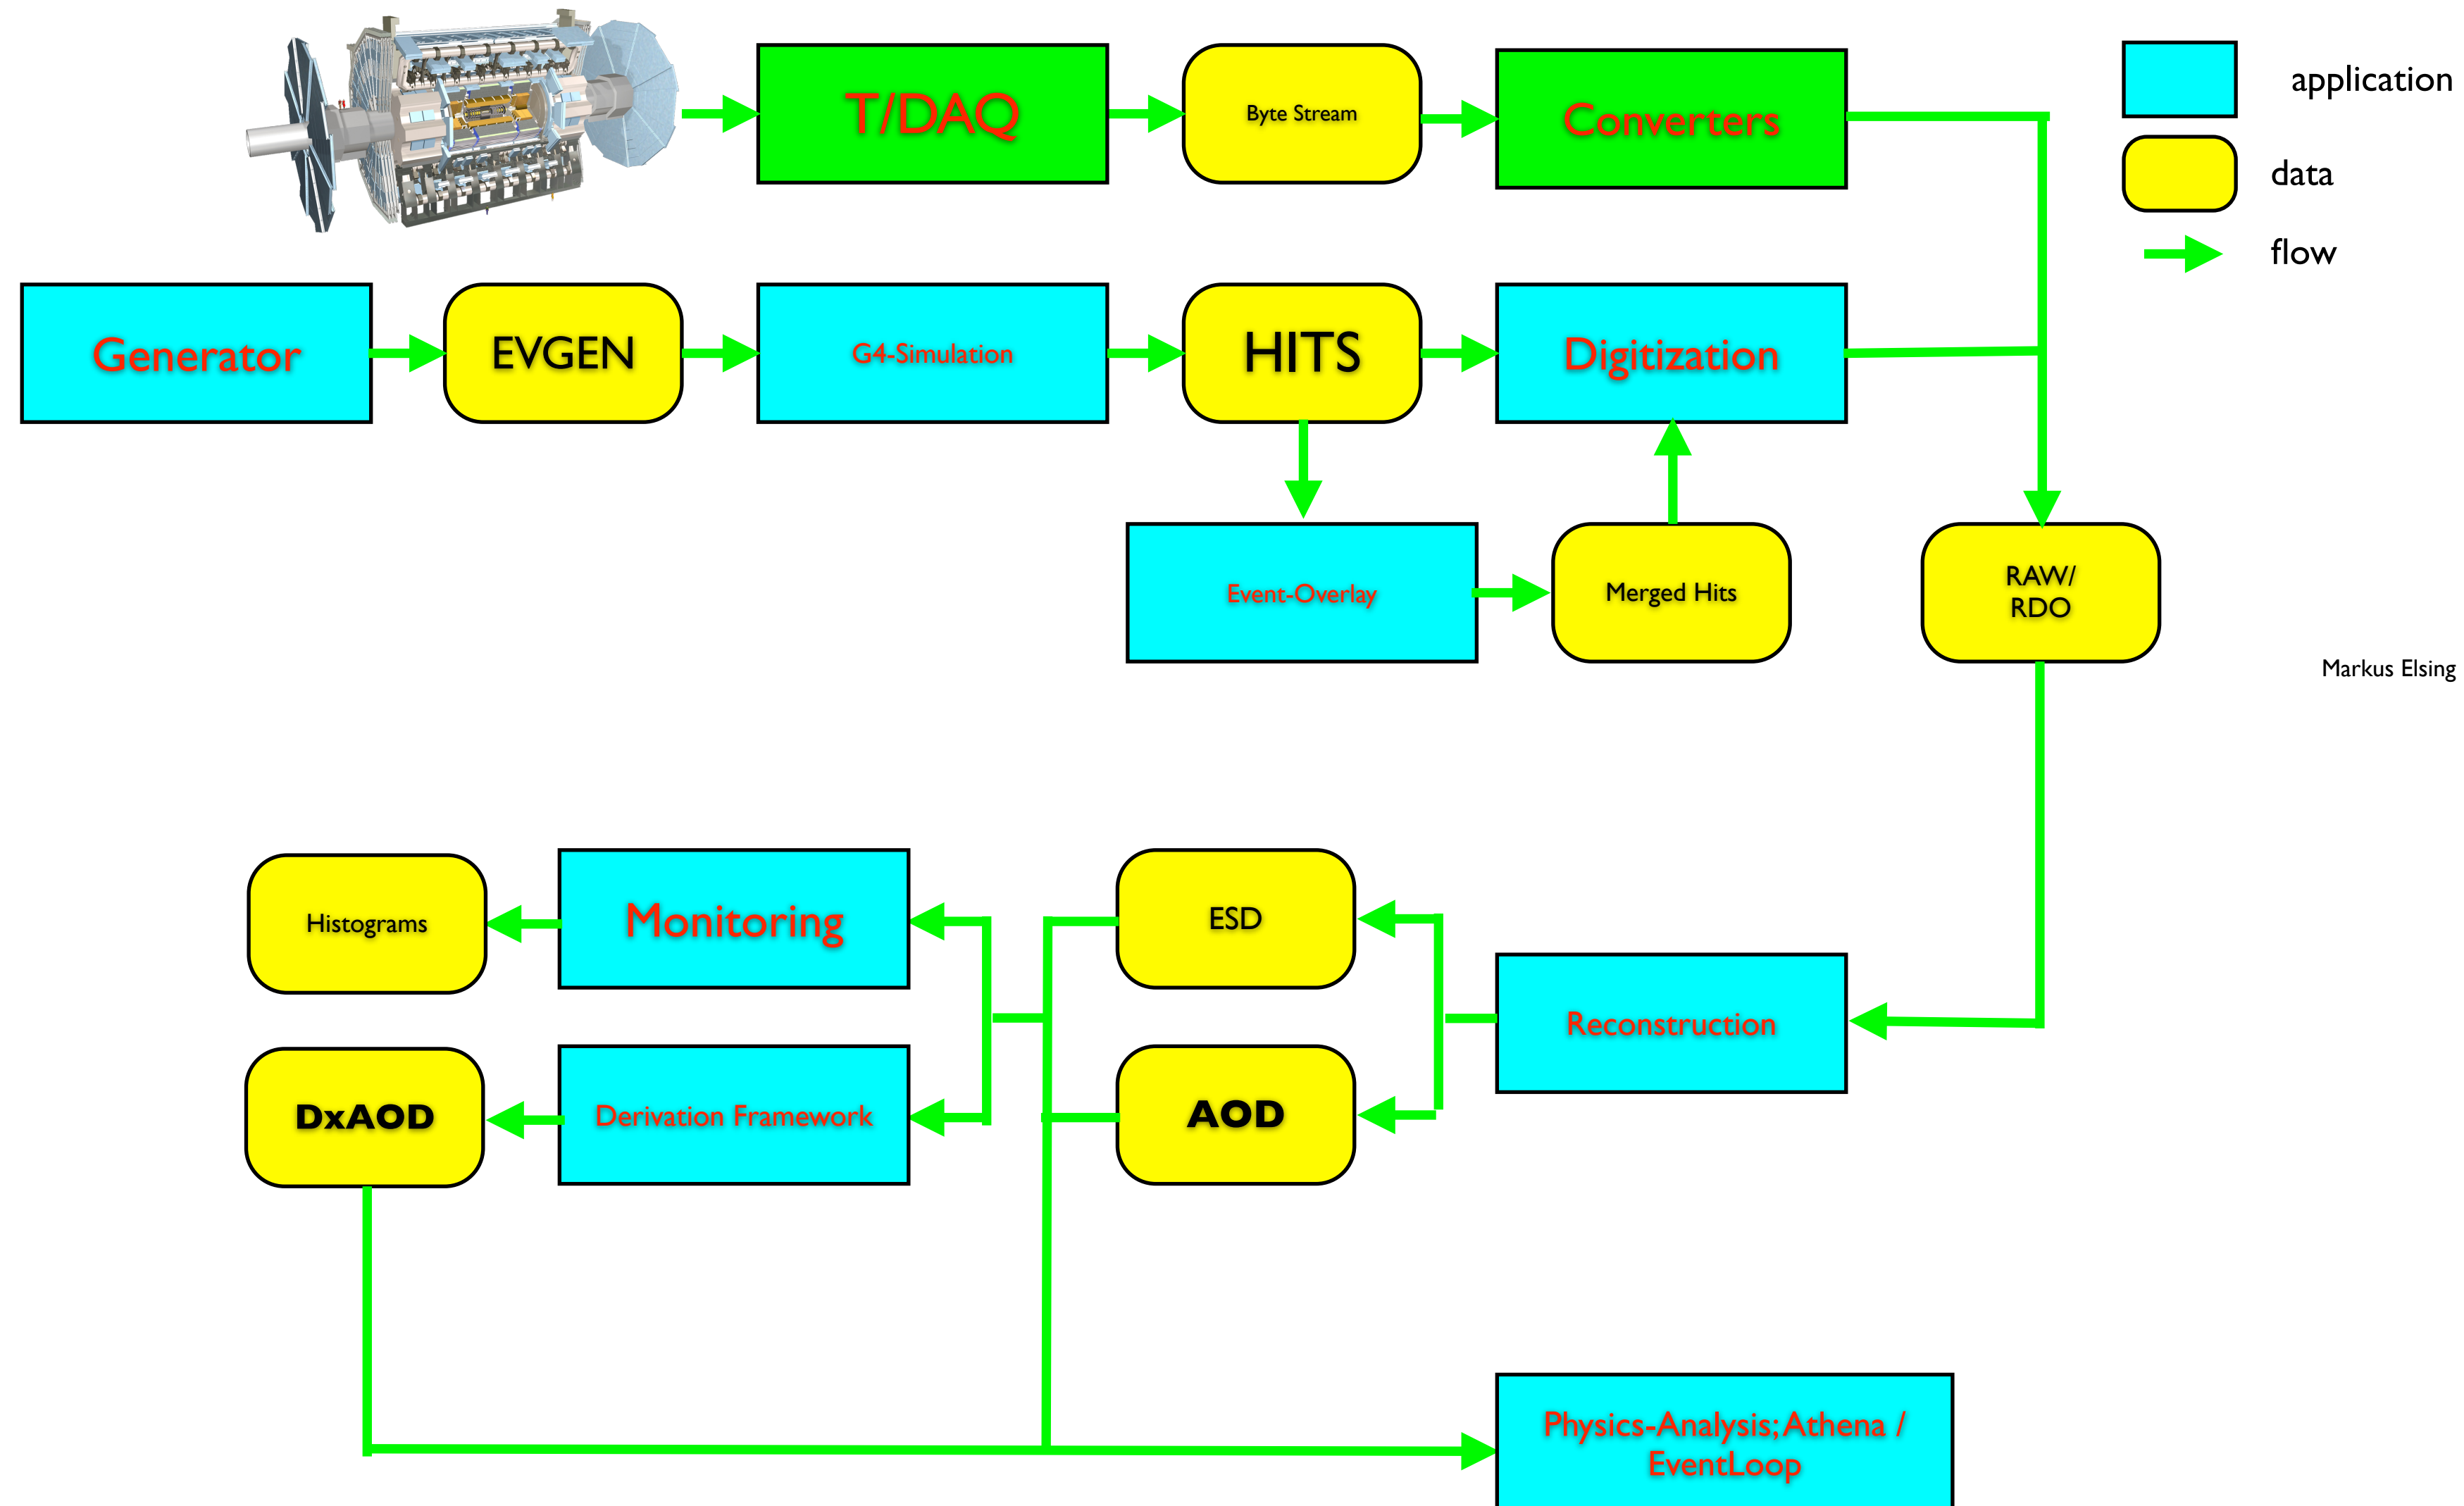 T/DAQ
Byte Stream
Converters
application
data
flow
Generator
EVGEN
G4-Simulation
HITS
Digitization
Event-Overlay
Merged Hits
RAW/
RDO
Markus Elsing
Histograms
Monitoring
ESD
Reconstruction
DxAOD
Derivation Framework
AOD
Physics-Analysis; Athena /
EventLoop